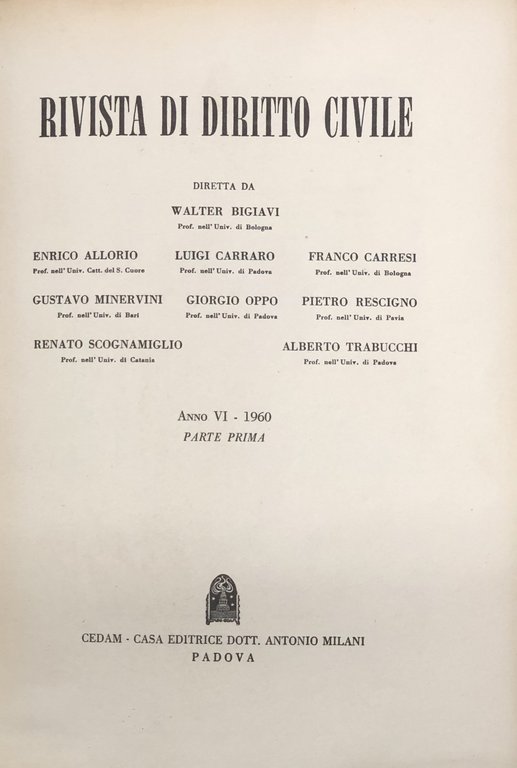 RIVISTA DI DIRITTO CIVILE
DIRETTA DA
WALTER BIGIAVI
Prof. nell'Univ. di Bologna
ENRICO ALLORIO LUIGI CARRARO FRANCO CARRESI
Prof. nell'Univ. Catt. del S. Cuore Prof. nell'Univ. di Padova Prof. nell'Univ. di Bologna
GUSTAVO MINERVINI GIORGIO OPPO PIETRO RESCIGNO
Prof. nell'Univ. di Bari Prof. nell'Univ. di Padova Prof. nell'Univ. di Pavia
RENATO SCOGNAMIGLIO ALBERTO TRABUCCHI
Prof. nell'Univ. di Catania Prof. nell'Univ. di Padova
ANNO VI - 1960
PARTE PRIMA
CEDAM - CASA EDITRICE DOTT. ANTONIO MILANI
PADOVA